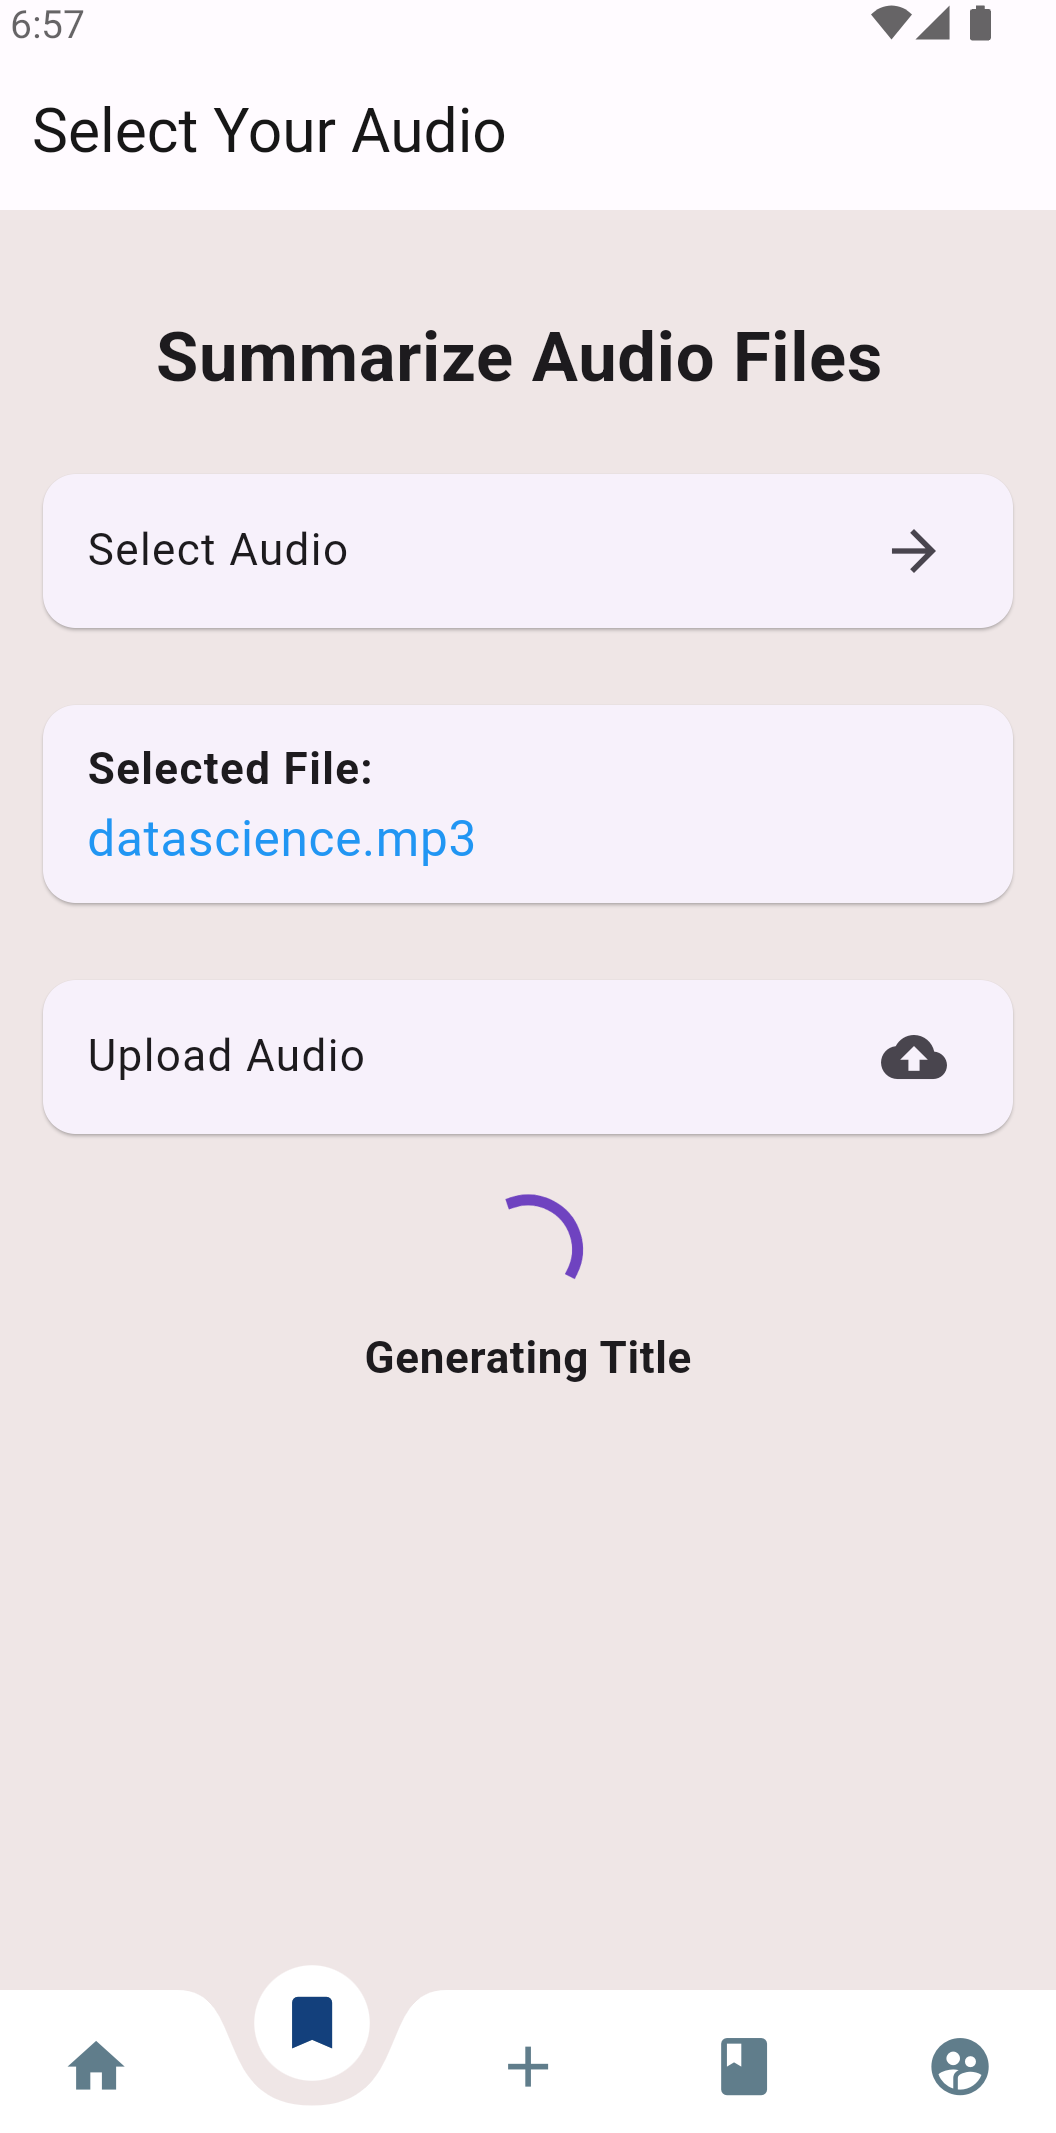 6:57
Select Your Audio
Summarize Audio Files
Select Audio
Selected File:
datascience.mp3
Upload Audio
Generating Title